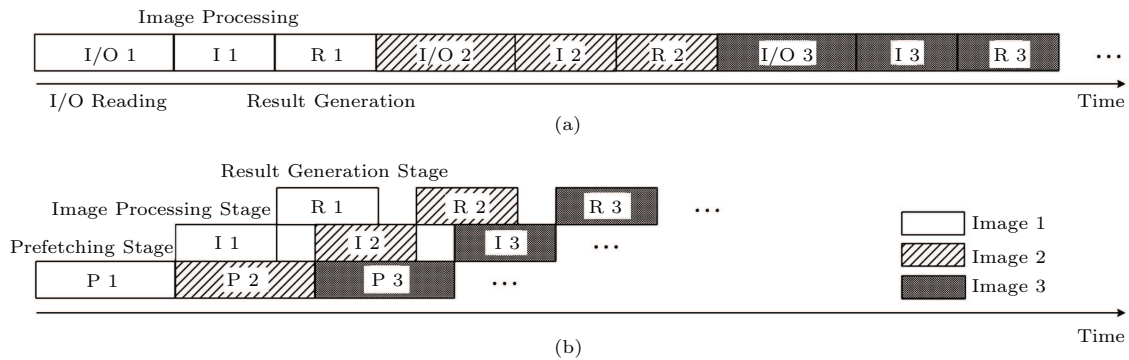 Image Processing
I/O 1 I 1 R 1 I/O 2 I 2 R 2 I/O 3 I 3 R 3 ...
I/O Reading Result Generation Time
(a)
Result Generation Stage
Image Processing Stage R 1 R 2 R 3 ...
Prefetching Stage I 1 I 2 I 3 ...
P 1 P 2 P 3 ...
Image 1
Image 2
Image 3
Time
(b)